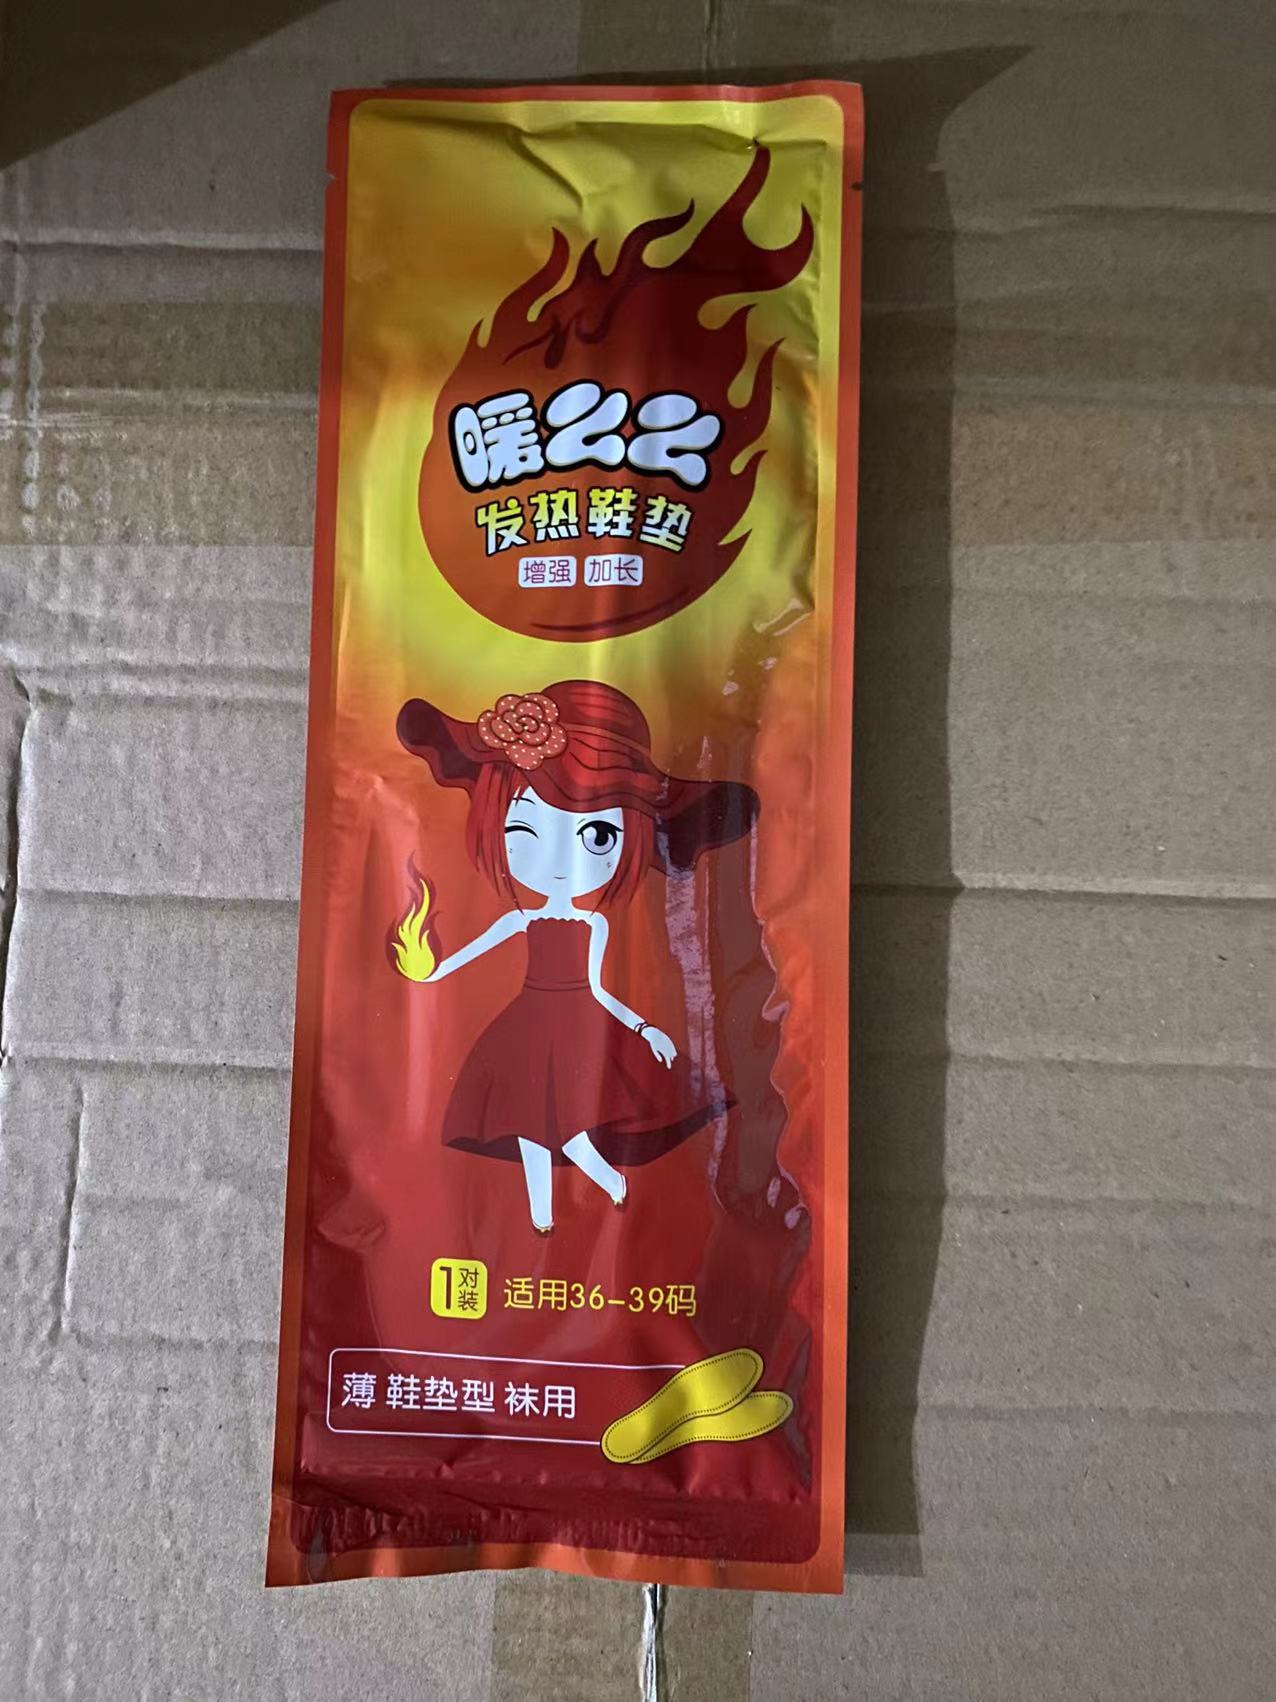 暖么么
发热鞋垫
增强 加长
1对装 适用36-39码
薄 鞋垫型 袜用